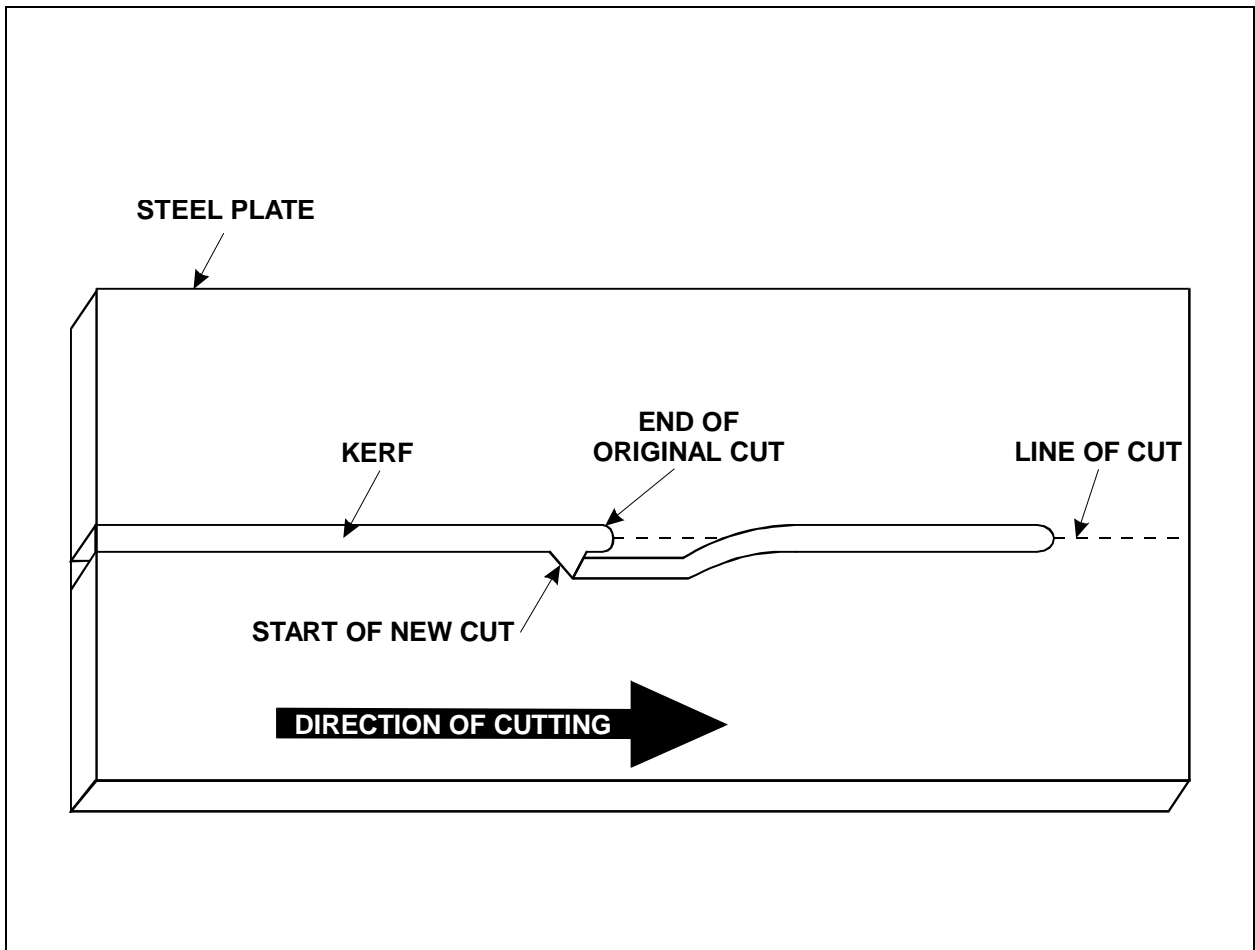 STEEL PLATE
END OF
ORIGINAL CUT
KERF
LINE OF CUT
START OF NEW CUT
DIRECTION OF CUTTING